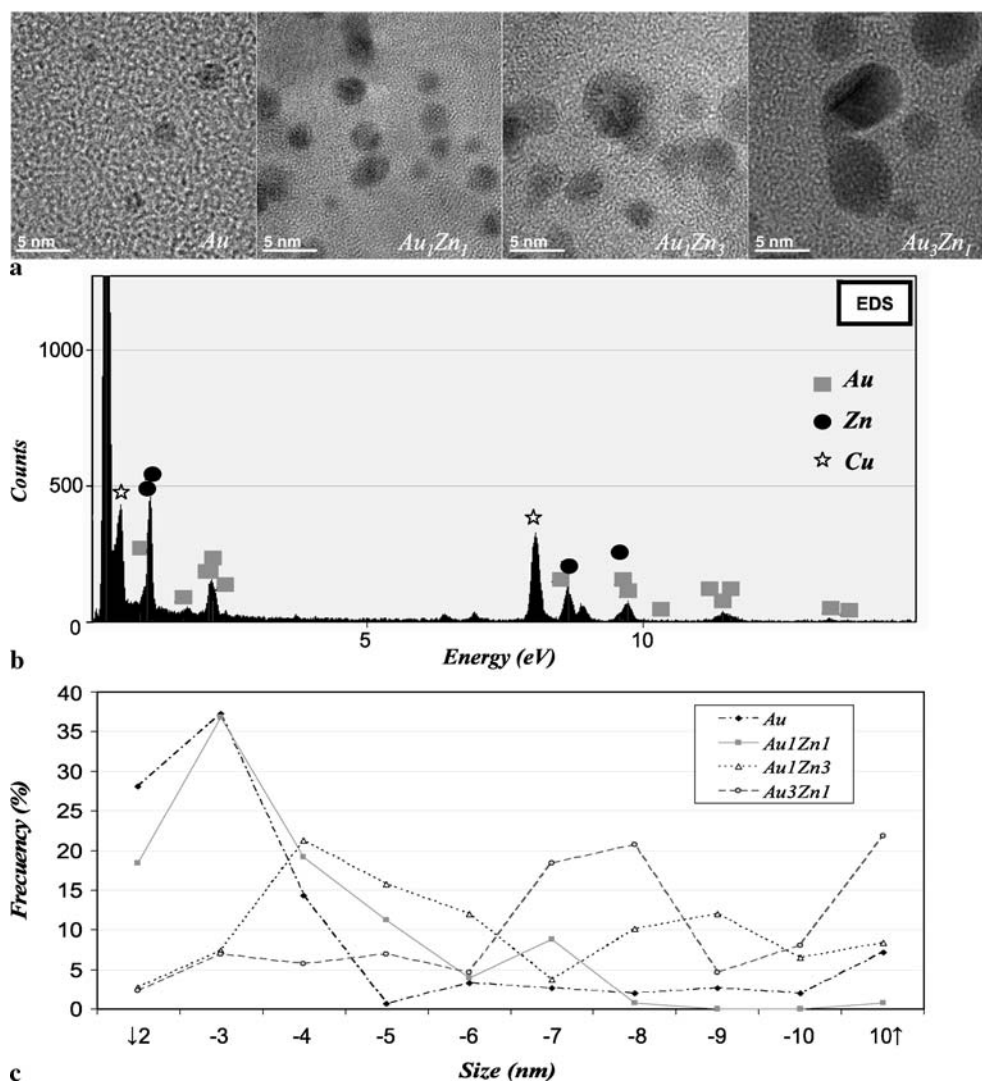 5 nm Au 5 nm Au₁Zn₁ 5 nm Au₁Zn₃ 5 nm Au₃Zn₁
a
EDS
1000
Au
Zn
Cu
Counts
500
0
5 10
Energy (eV)
b
40
35
30
25
20
15
10
5
0
Frecuency (%)
Au
Au1Zn1
Au1Zn3
Au3Zn1
↓2 -3 -4 -5 -6 -7 -8 -9 -10 10↑
Size (nm)
c